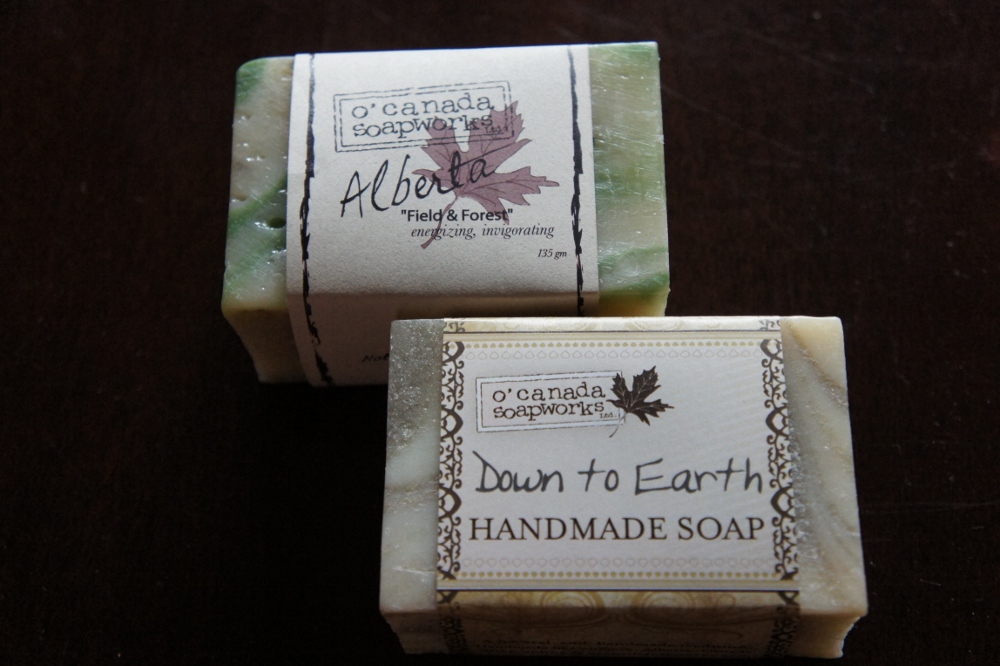 o' canada
soapworks Ltd.
Alberta
"Field & Forest"
energizing, invigorating
135 gm
o' canada
soapworks Ltd.
Down to Earth
HANDMADE SOAP